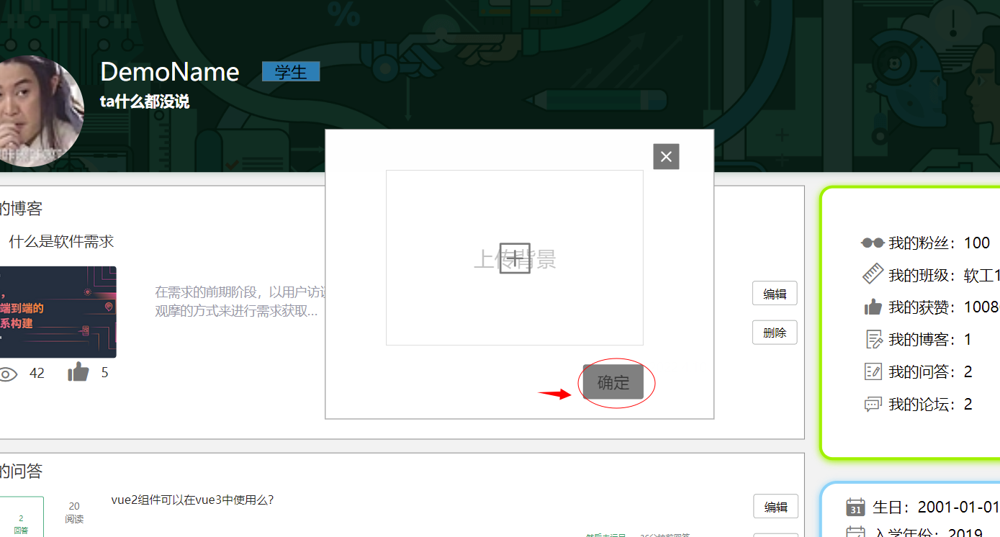 %
DemoName 学生
ta什么都没说
的博客
什么是软件需求
端到端的
系构建
在需求的前期阶段，以用户访谈
观摩的方式来进行需求获取...
编辑
删除
42 5
上传背景
确定
我的粉丝：100
我的班级：软工1
我的获赞：1008
我的博客：1
我的问答：2
我的论坛：2
的问答
2
回答
20
阅读
vue2组件可以在vue3中使用么？
编辑
31 生日：2001-01-01
入学年份：2019